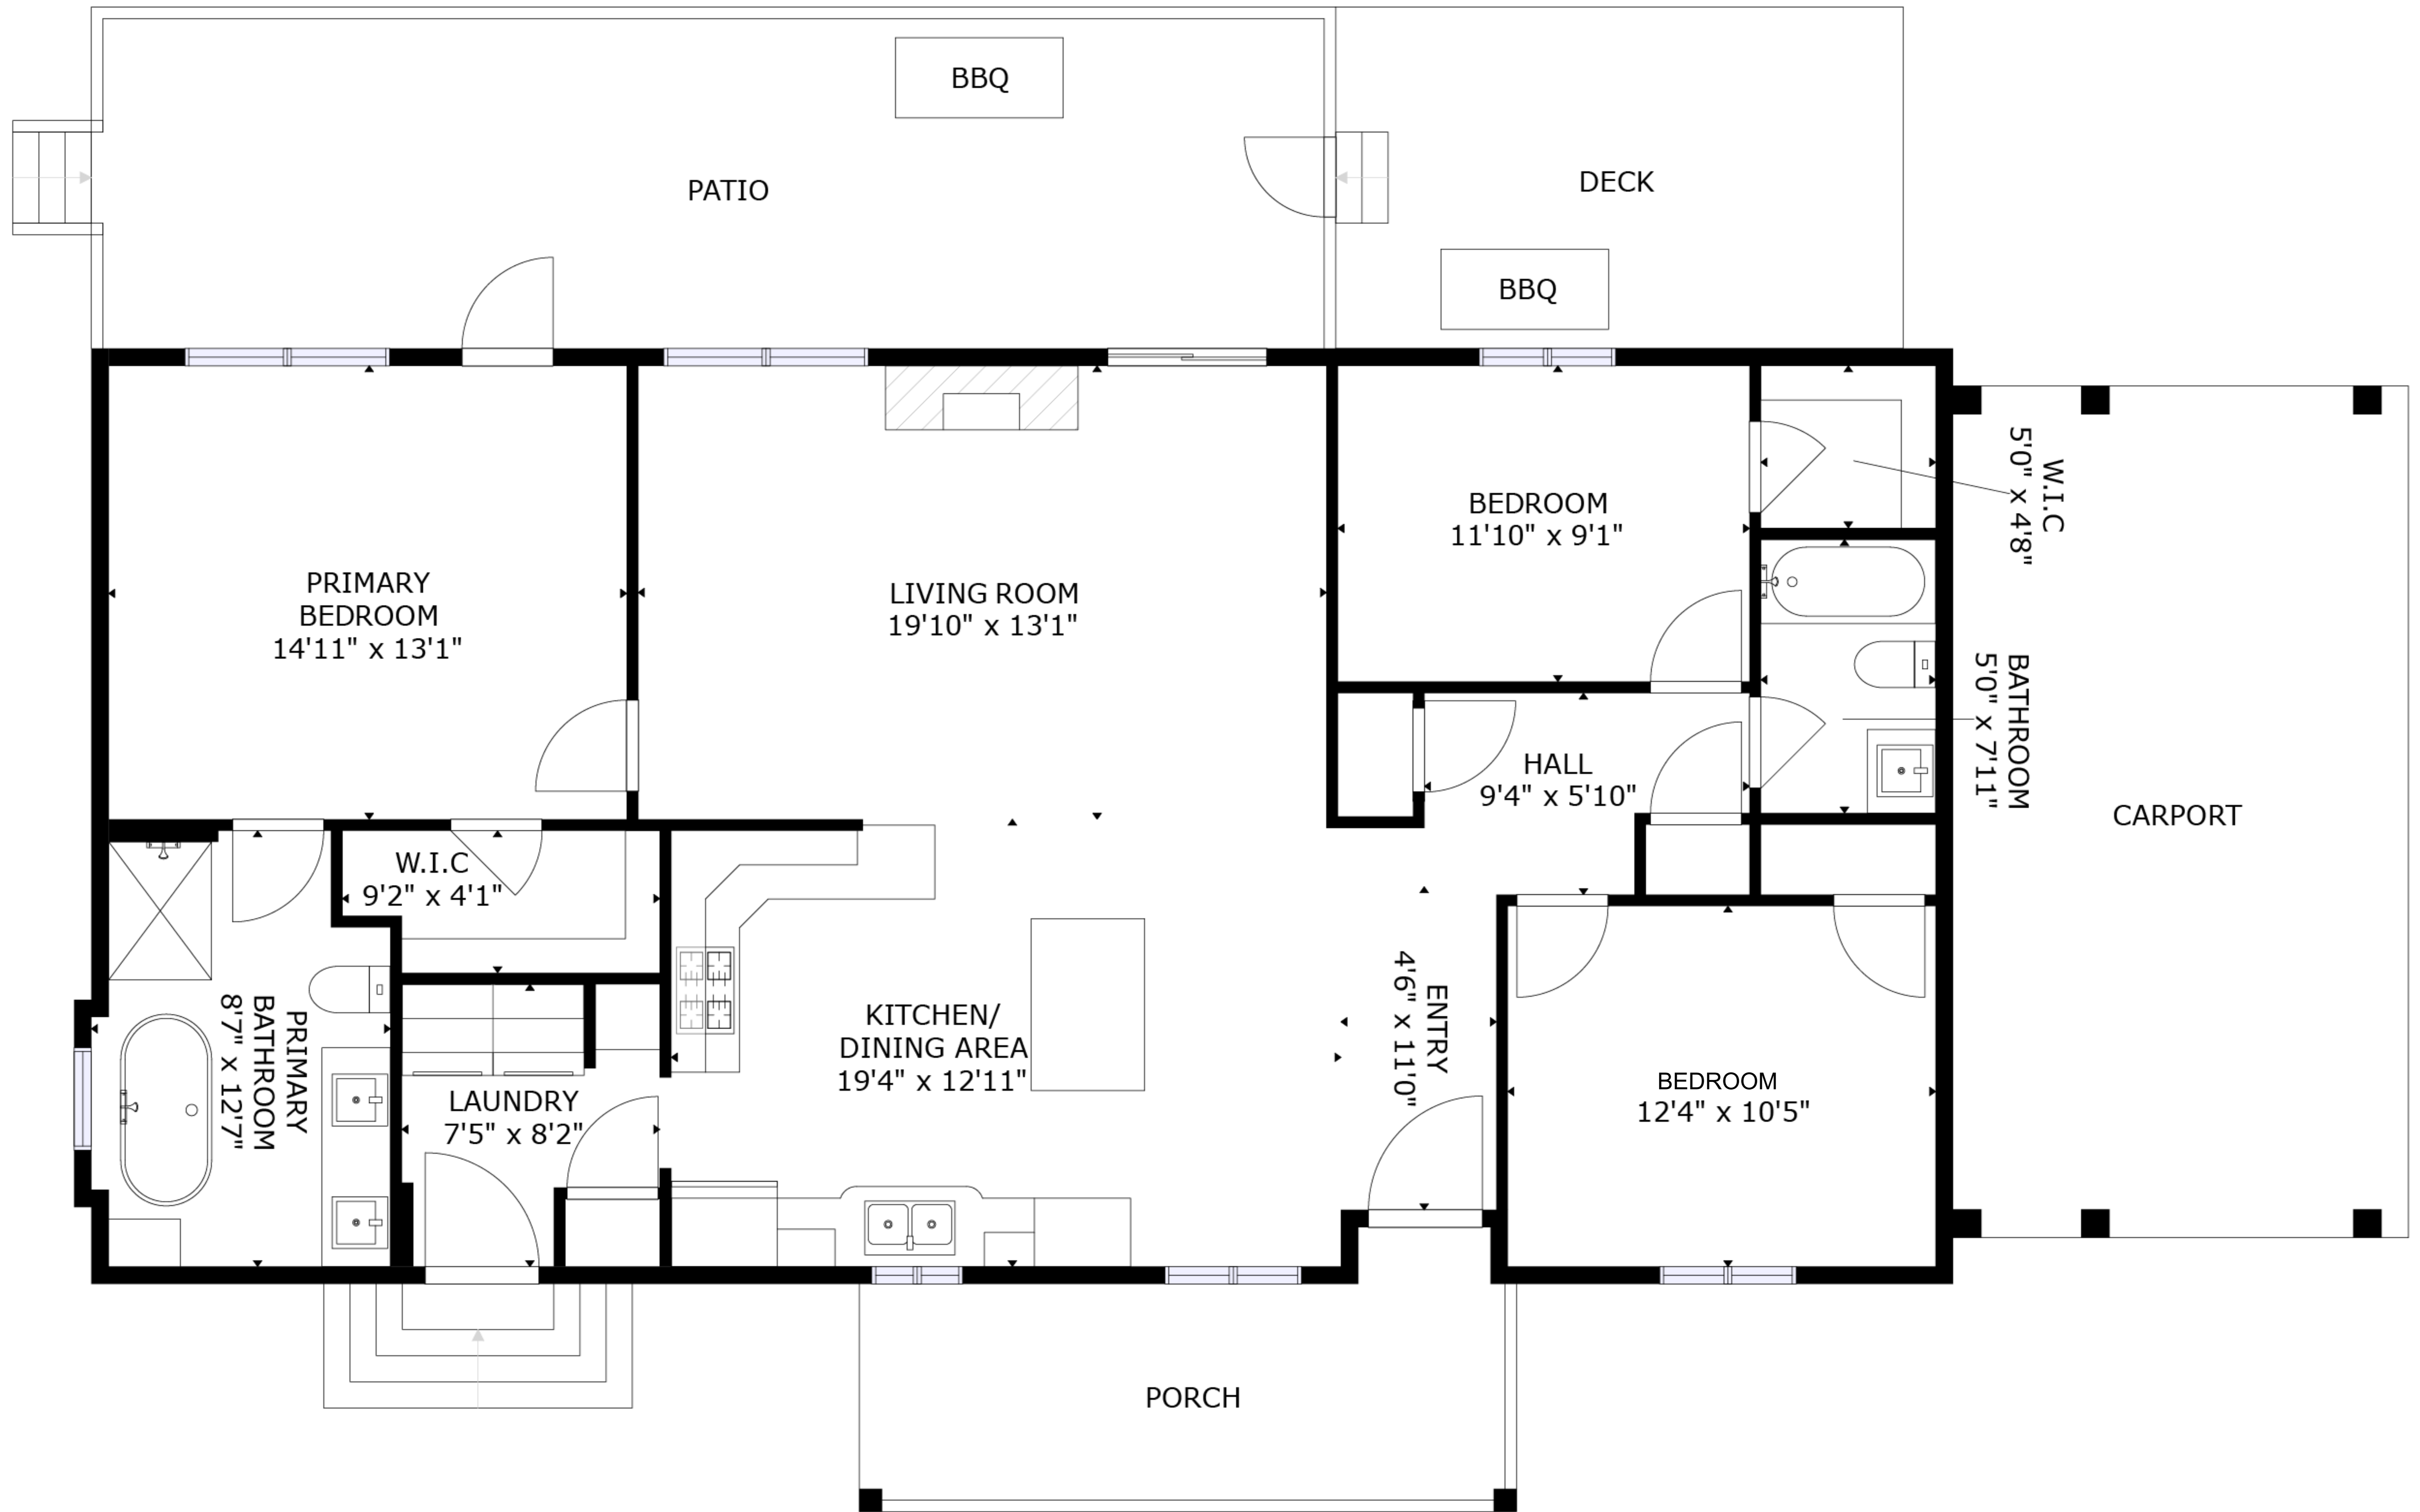 BBQ
PATIO
DECK
BBQ
PRIMARY
BEDROOM
14'11" x 13'1"
LIVING ROOM
19'10" x 13'1"
BEDROOM
11'10" x 9'1"
W.I.C
5'0" x 4'8"
BATHROOM
5'0" x 7'11"
HALL
9'4" x 5'10"
CARPORT
W.I.C
9'2" x 4'1"
PRIMARY
BATHROOM
8'7" x 12'7"
LAUNDRY
7'5" x 8'2"
KITCHEN/
DINING AREA
19'4" x 12'11"
ENTRY
4'6" x 11'0"
BEDROOM
12'4" x 10'5"
PORCH